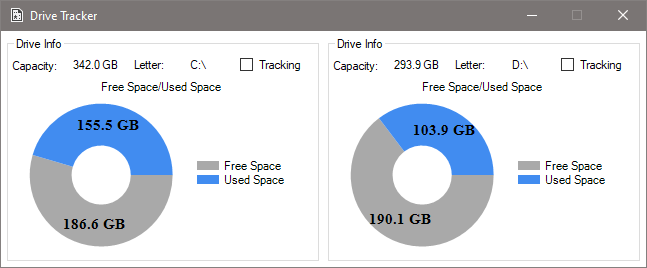 Drive Tracker
Drive Info
Capacity: 342.0 GB Letter: C:\ Tracking
Free Space/Used Space
155.5 GB
186.6 GB
Free Space
Used Space
Drive Info
Capacity: 293.9 GB Letter: D:\ Tracking
Free Space/Used Space
103.9 GB
190.1 GB
Free Space
Used Space